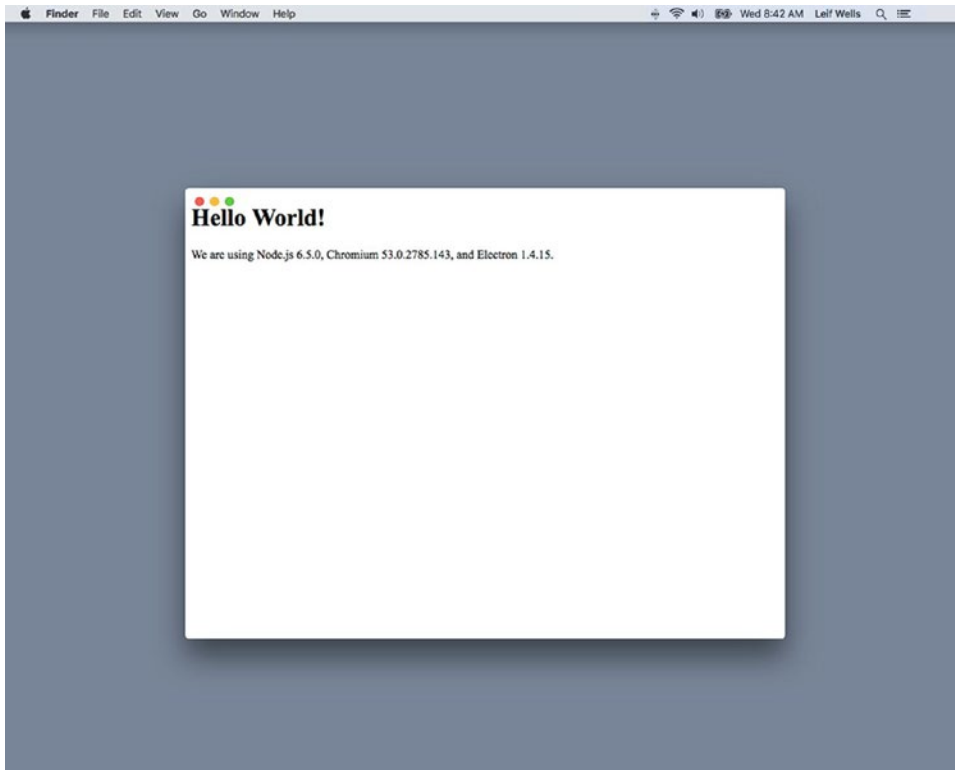 Finder File Edit View Go Window Help Wed 8:42 AM Leif Wells
Hello World!
We are using Node.js 6.5.0, Chromium 53.0.2785.143, and Electron 1.4.15.